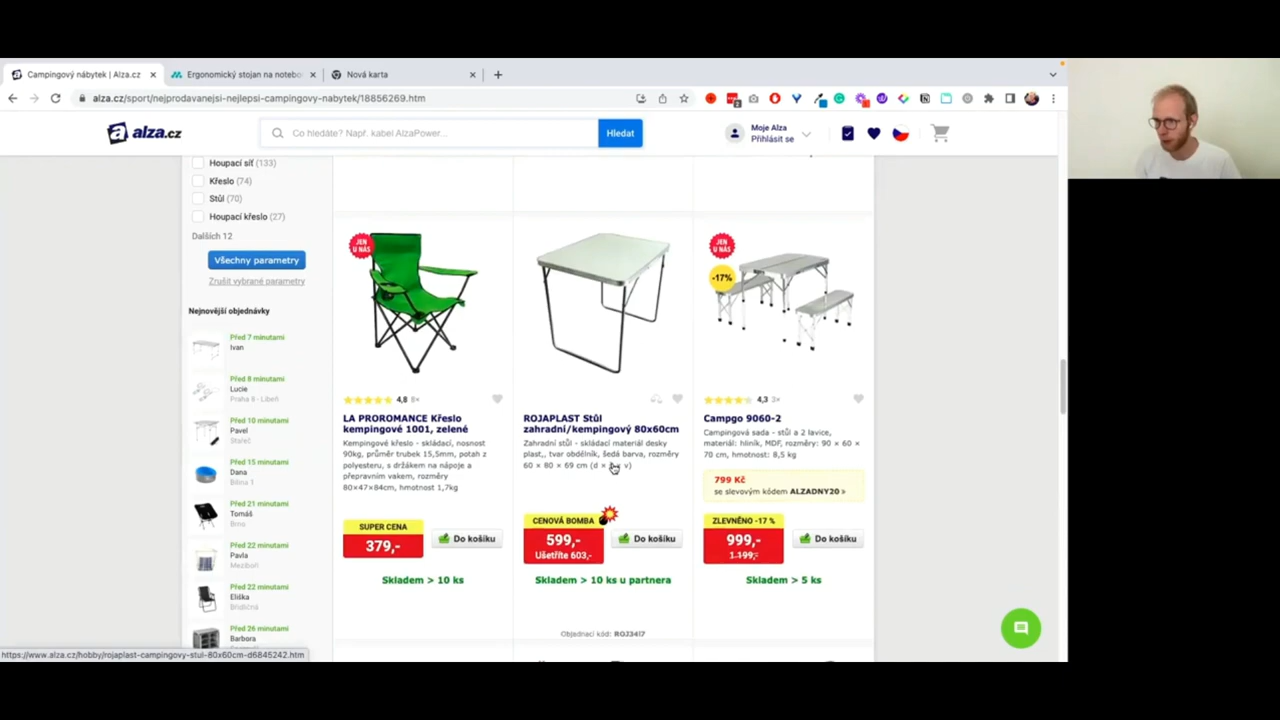 Campingový nábytek | Alza.cz
Ergonomický stojan na notebo
Nová karta
alza.cz/sport/nejprodavanejsi-nejlepsi-campingovy-nabytek/18856269.htm
alza.cz
Co hledáte? Např. kabel AlzaPower...
Hledat
Moje Alza
Přihlásit se
Houpací síť (133)
Křeslo (74)
Stůl (70)
Houpací křeslo (27)
Dalších 12
Všechny parametry
Zrušit vybrané parametry
Nejnovější objednávky
Před 7 minutami
Ivan
Před 8 minutami
Lucie
Praha 8 - Libeň
Před 10 minutami
Pavel
Stařeč
Před 15 minutami
Dana
Bílina 1
Před 21 minutami
Tomáš
Brno
Před 22 minutami
Pavla
Meziboří
Před 22 minutami
Eliška
Břidličná
Před 26 minutami
Barbora
JEN U NÁS
4,8 8×
LA PROROMANCE Křeslo
kempingové 1001, zelené
Kempingové křeslo - skládací, nosnost
90kg, průměr trubek 15,5mm, potah z
polyesteru, s držákem na nápoje a
přepravním vakem, rozměry
80×47×84cm, hmotnost 1,7kg
SUPER CENA
379,-
Do košíku
Skladem > 10 ks
ROJAPLAST Stůl
zahradní/kempingový 80x60cm
Zahradní stůl - skládací materiál desky
plast,, tvar obdélník, šedá barva, rozměry
60 × 80 × 69 cm (d × v)
CENOVÁ BOMBA
599,-
Ušetříte 603,-
Do košíku
Skladem > 10 ks u partnera
Objednací kód: ROJ3417
JEN U NÁS
-17%
4,3 3×
Campgo 9060-2
Campingová sada - stůl a 2 lavice,
materiál: hliník, MDF, rozměry: 90 × 60 ×
70 cm, hmotnost: 8,5 kg
799 Kč
se slevovým kódem ALZADNY20 »
ZLEVNĚNO -17 %
999,-
1.199,-
Do košíku
Skladem > 5 ks
https://www.alza.cz/hobby/rojaplast-campingovy-stul-80x60cm-d6845242.htm